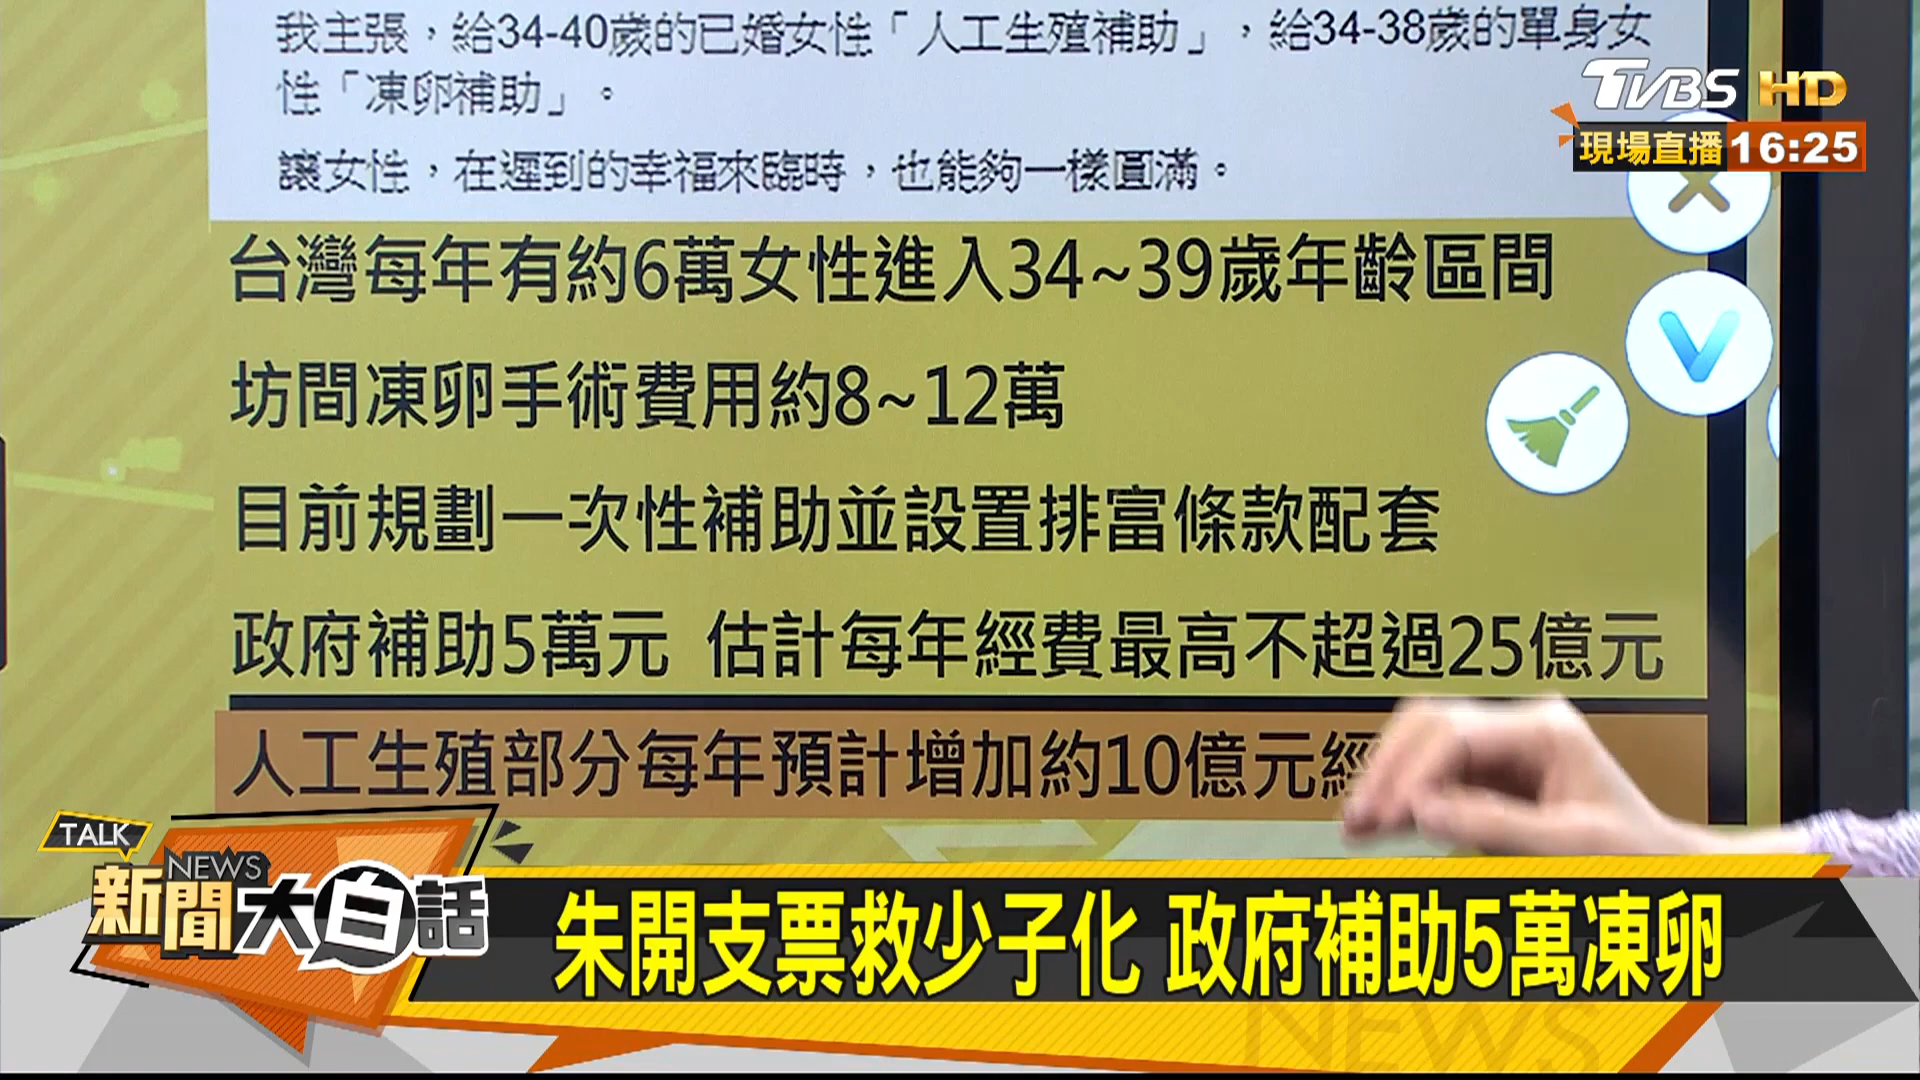 我主張，給34-40歲的已婚女性「人工生殖補助」，給34-38歲的單身女
性「凍卵補助」。
讓女性，在遲到的幸福來臨時，也能夠一樣圓滿。
TVBS HD
現場直播 16:25
台灣每年有約6萬女性進入34~39歲年齡區間
坊間凍卵手術費用約8~12萬
目前規劃一次性補助並設置排富條款配套
政府補助5萬元 估計每年經費最高不超過25億元
人工生殖部分每年預計增加約10億元經
TALK
NEWS
新聞大白話
朱開支票救少子化 政府補助5萬凍卵
NEWS